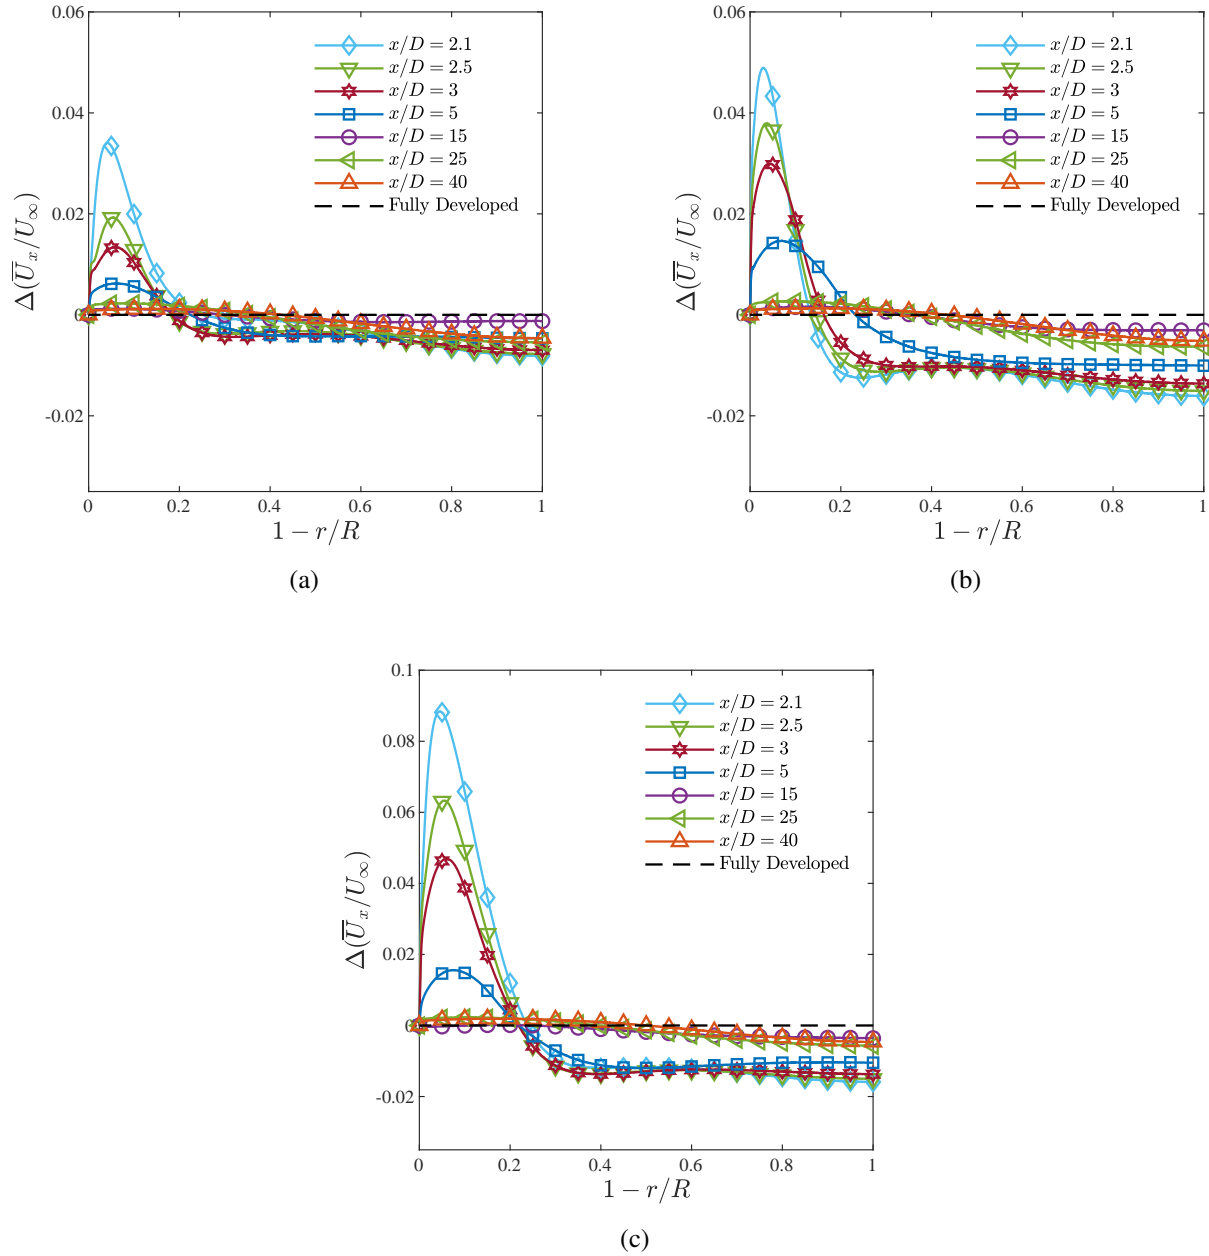 0.06
0.04
0.02
0
-0.02
Δ(U̅_x/U_∞)
x/D = 2.1
x/D = 2.5
x/D = 3
x/D = 5
x/D = 15
x/D = 25
x/D = 40
Fully Developed
0 0.2 0.4 0.6 0.8 1
1 − r/R
(a)
0.06
0.04
0.02
0
-0.02
Δ(U̅_x/U_∞)
x/D = 2.1
x/D = 2.5
x/D = 3
x/D = 5
x/D = 15
x/D = 25
x/D = 40
Fully Developed
0 0.2 0.4 0.6 0.8 1
1 − r/R
(b)
0.1
0.08
0.06
0.04
0.02
0
-0.02
Δ(U̅_x/U_∞)
x/D = 2.1
x/D = 2.5
x/D = 3
x/D = 5
x/D = 15
x/D = 25
x/D = 40
Fully Developed
0 0.2 0.4 0.6 0.8 1
1 − r/R
(c)